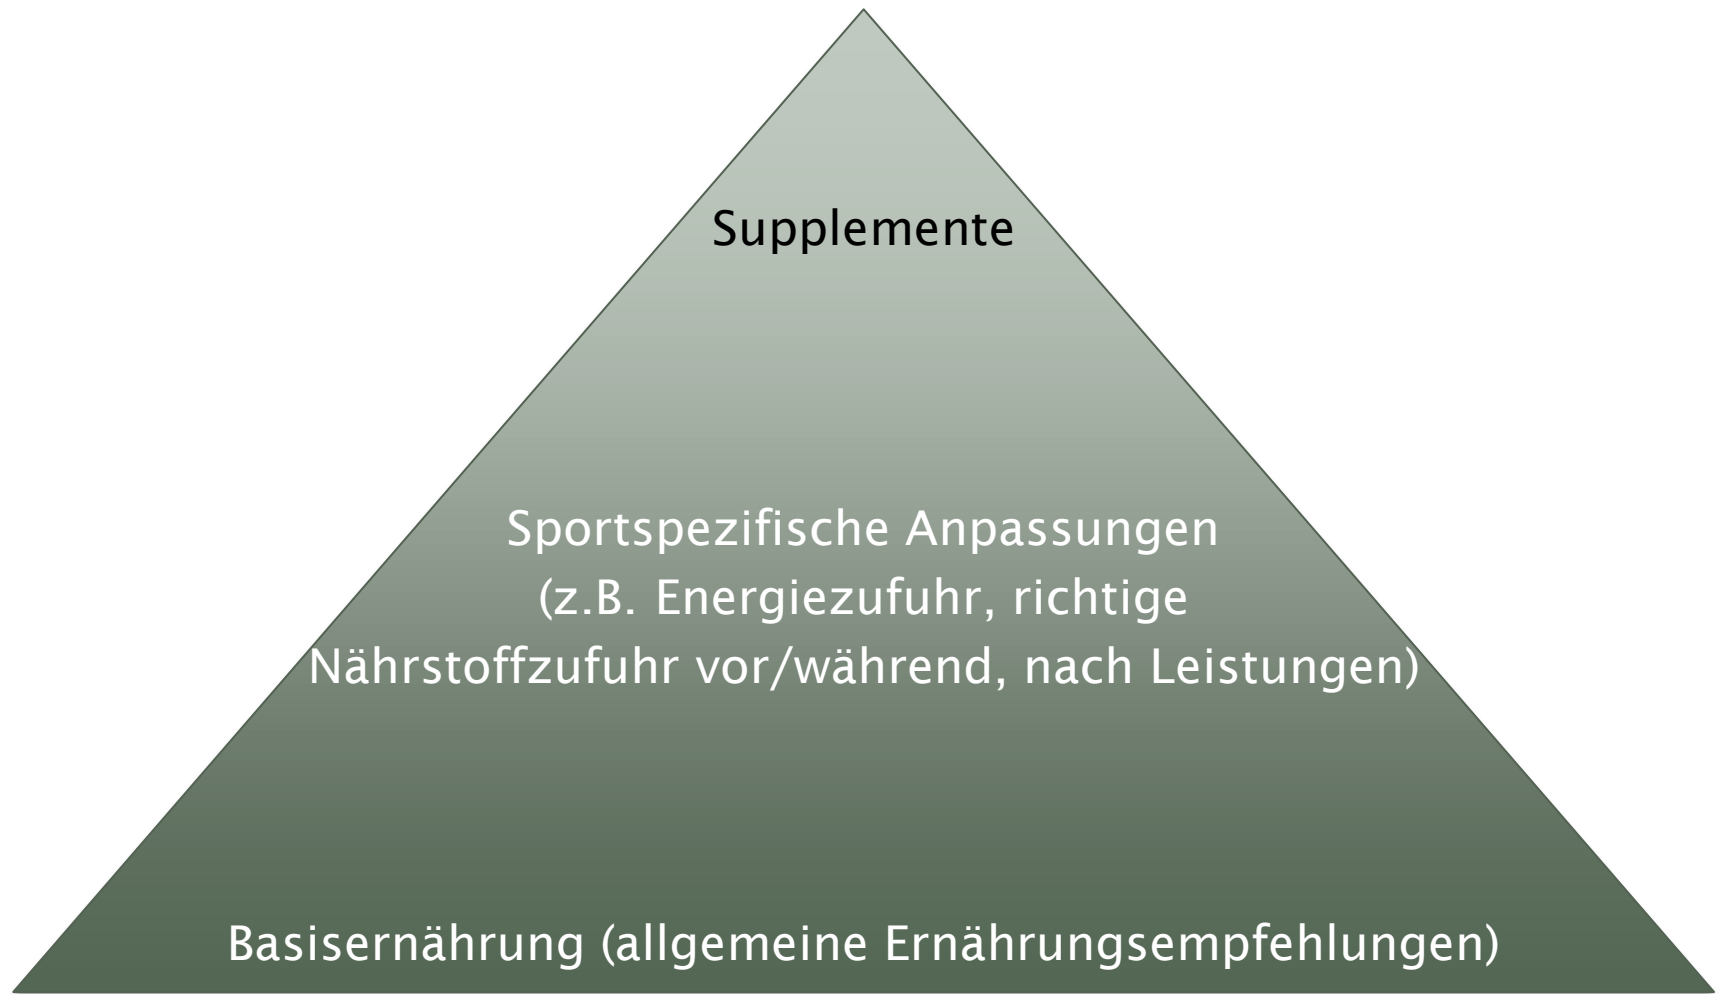 Supplemente
Sportspezifische Anpassungen
(z.B. Energiezufuhr, richtige
Nährstoffzufuhr vor/während, nach Leistungen)
Basisernährung (allgemeine Ernährungsempfehlungen)